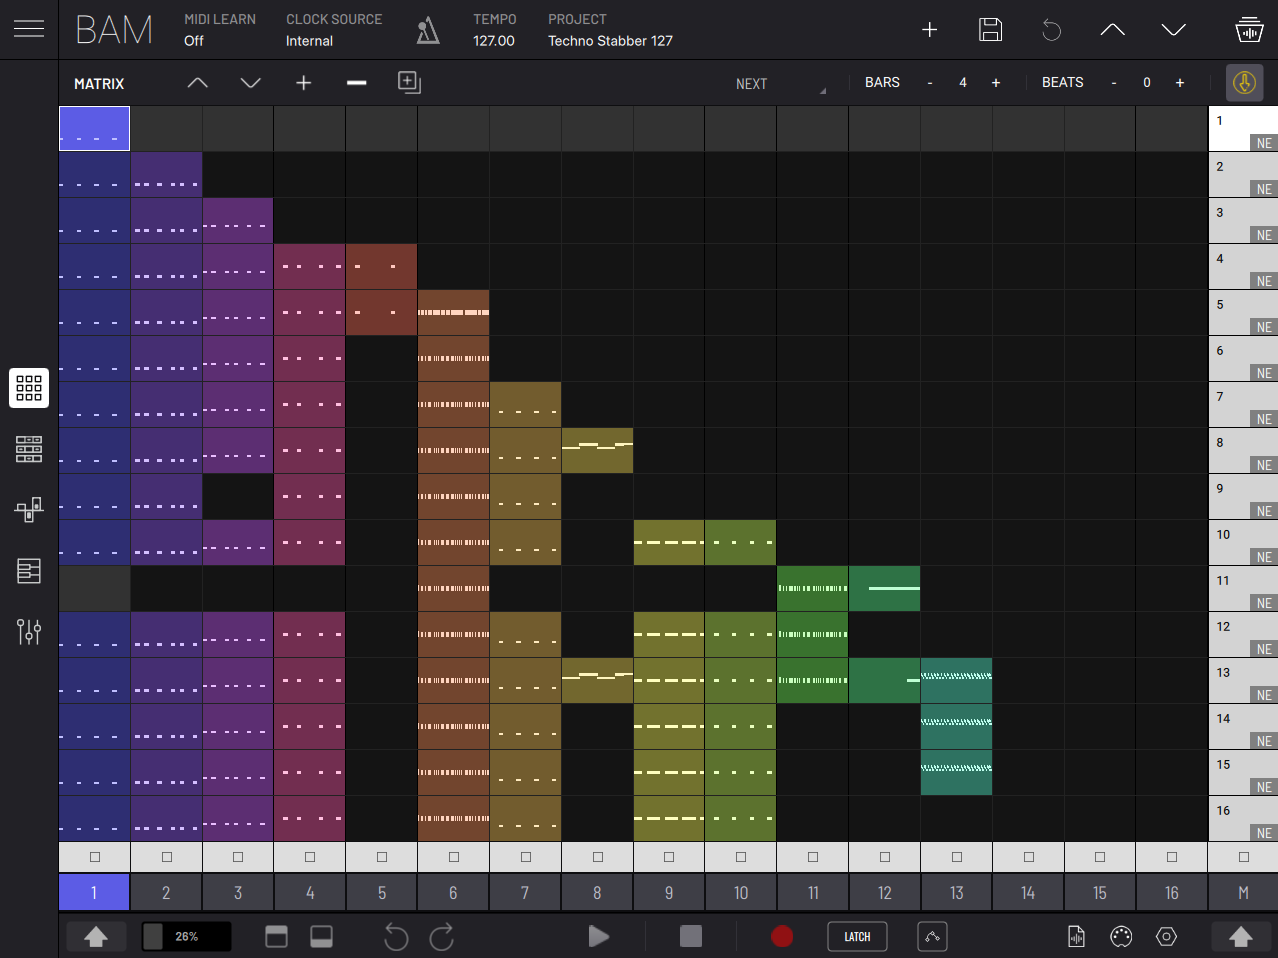 BAM
MIDI LEARN
Off
CLOCK SOURCE
Internal
TEMPO
127.00
PROJECT
Techno Stabber 127
MATRIX
NEXT
BARS - 4 +
BEATS - 0 +
1
NE
2
NE
3
NE
4
NE
5
NE
6
NE
7
NE
8
NE
9
NE
10
NE
11
NE
12
NE
13
NE
14
NE
15
NE
16
NE
1 2 3 4 5 6 7 8 9 10 11 12 13 14 15 16 M
26%
LATCH